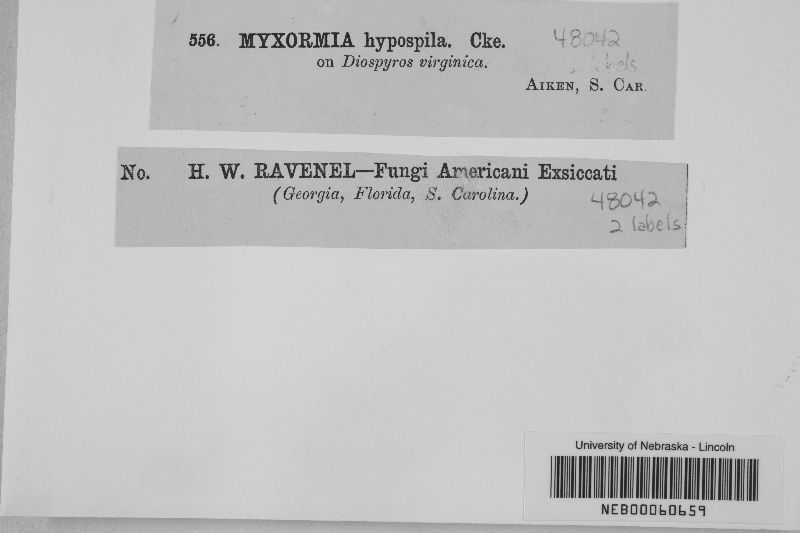 556. MYXORMIA hypospila. Cke. 48042
on Diospyros virginica. labels
AIKEN, S. CAR.
No. H. W. RAVENEL—Fungi Americani Exsiccati
(Georgia, Florida, S. Carolina.) 48042
2 labels
University of Nebraska - Lincoln
NEB00060659